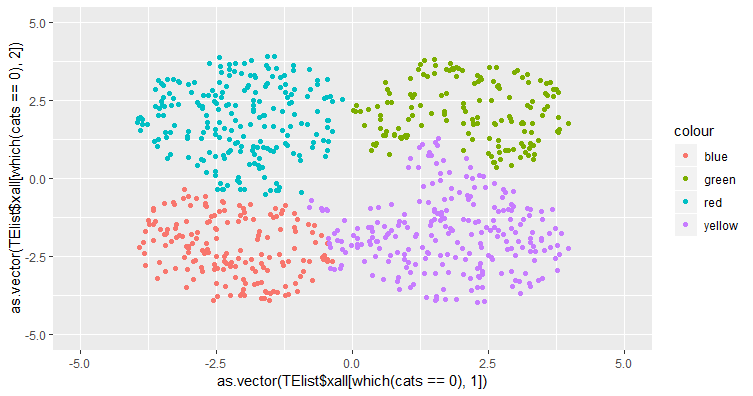 as.vector(TElist$xall[which(cats == 0), 2])
5.0
2.5
0.0
-2.5
-5.0
-5.0
-2.5
0.0
2.5
5.0
as.vector(TElist$xall[which(cats == 0), 1])
colour
blue
green
red
yellow